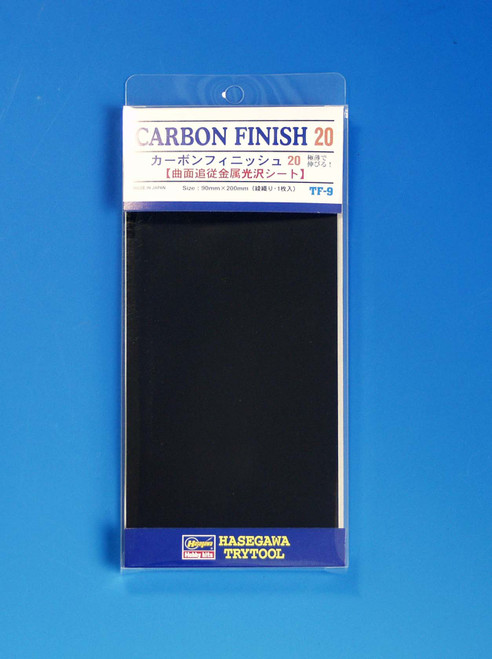 CARBON FINISH 20
カーボンフィニッシュ 20 極薄で伸びる!
【曲面追従金属光沢シート】
MADE IN JAPAN Size : 90mm×200mm (綾織り・1枚入) TF-9
Hasegawa
Hobby kits
HASEGAWA
TRYTOOL